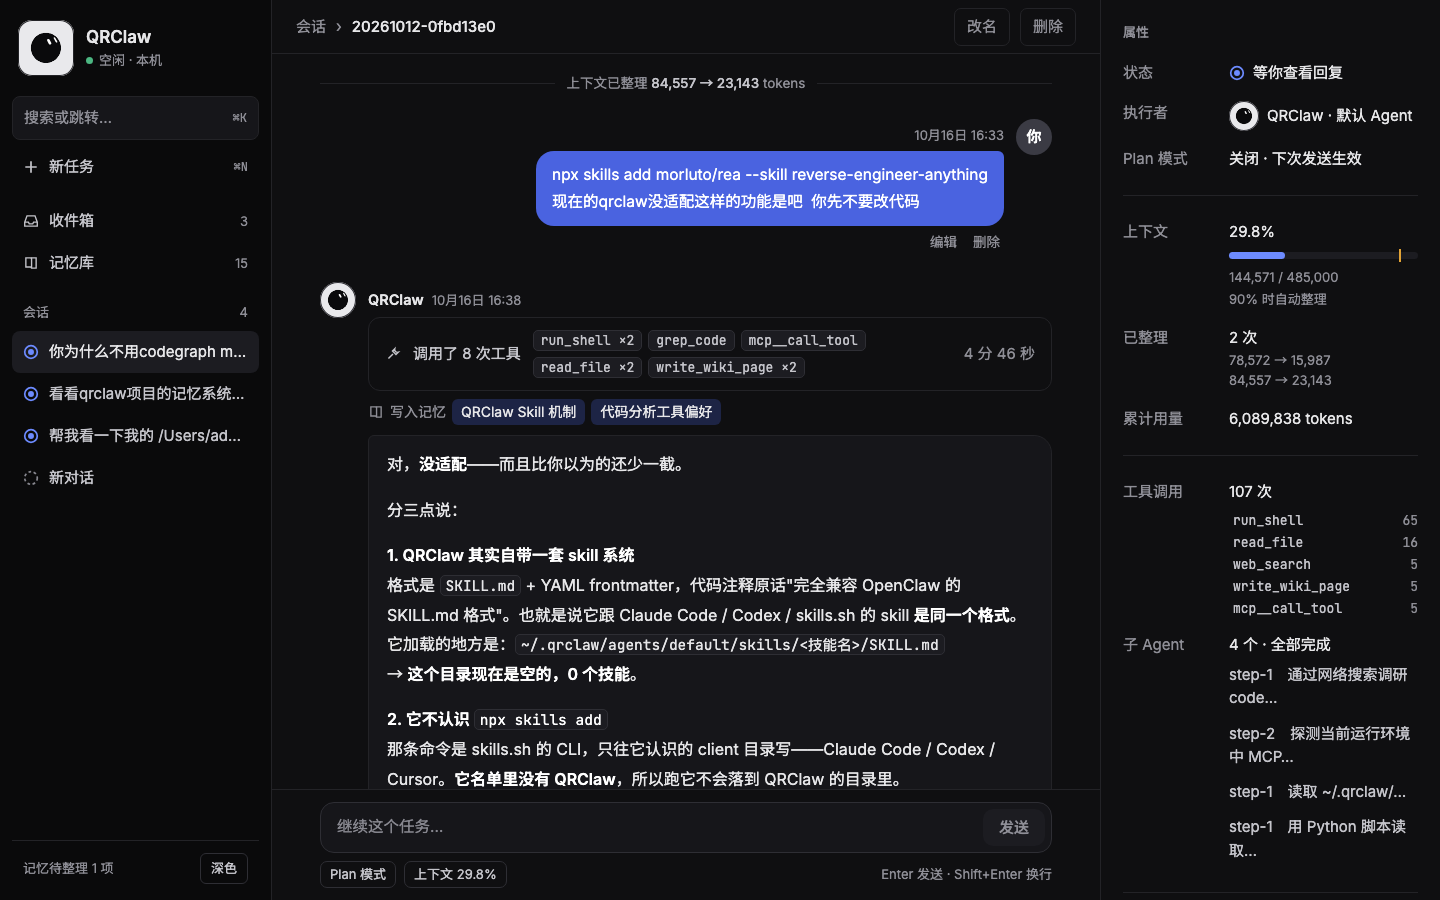 QRClaw
空闲 · 本机
搜索或跳转... ⌘K
新任务 ⌘N
收件箱 3
记忆库 15
会话 4
你为什么不用codegraph m...
看看qrclaw项目的记忆系统...
帮我看一下我的 /Users/ad...
新对话
记忆待整理 1 项 深色
会话 › 20261012-0fbd13e0 改名 删除
上下文已整理 84,557 → 23,143 tokens
10月16日 16:33 你
npx skills add morluto/rea --skill reverse-engineer-anything
现在的qrclaw没适配这样的功能是吧 你先不要改代码
编辑 删除
QRClaw 10月16日 16:38
调用了 8 次工具 run_shell ×2 grep_code mcp__call_tool 4 分 46 秒
read_file ×2 write_wiki_page ×2
写入记忆 QRClaw Skill 机制 代码分析工具偏好
对，没适配——而且比你以为的还少一截。
分三点说：
1. QRClaw 其实自带一套 skill 系统
格式是 SKILL.md + YAML frontmatter，代码注释原话"完全兼容 OpenClaw 的
SKILL.md 格式"。也就是说它跟 Claude Code / Codex / skills.sh 的 skill 是同一个格式。
它加载的地方是：~/.qrclaw/agents/default/skills/<技能名>/SKILL.md
→ 这个目录现在是空的，0 个技能。
2. 它不认识 npx skills add
那条命令是 skills.sh 的 CLI，只往它认识的 client 目录写——Claude Code / Codex /
Cursor。它名单里没有 QRClaw，所以跑它不会落到 QRClaw 的目录里。
继续这个任务... 发送
Plan 模式 上下文 29.8% Enter 发送 · Shift+Enter 换行
属性
状态 等你查看回复
执行者 QRClaw · 默认 Agent
Plan 模式 关闭 · 下次发送生效
上下文 29.8%
144,571 / 485,000
90% 时自动整理
已整理 2 次
78,572 → 15,987
84,557 → 23,143
累计用量 6,089,838 tokens
工具调用 107 次
run_shell 65
read_file 16
web_search 5
write_wiki_page 5
mcp__call_tool 5
子 Agent 4 个 · 全部完成
step-1 通过网络搜索调研
code...
step-2 探测当前运行环境
中 MCP...
step-1 读取 ~/.qrclaw/...
step-1 用 Python 脚本读
取...